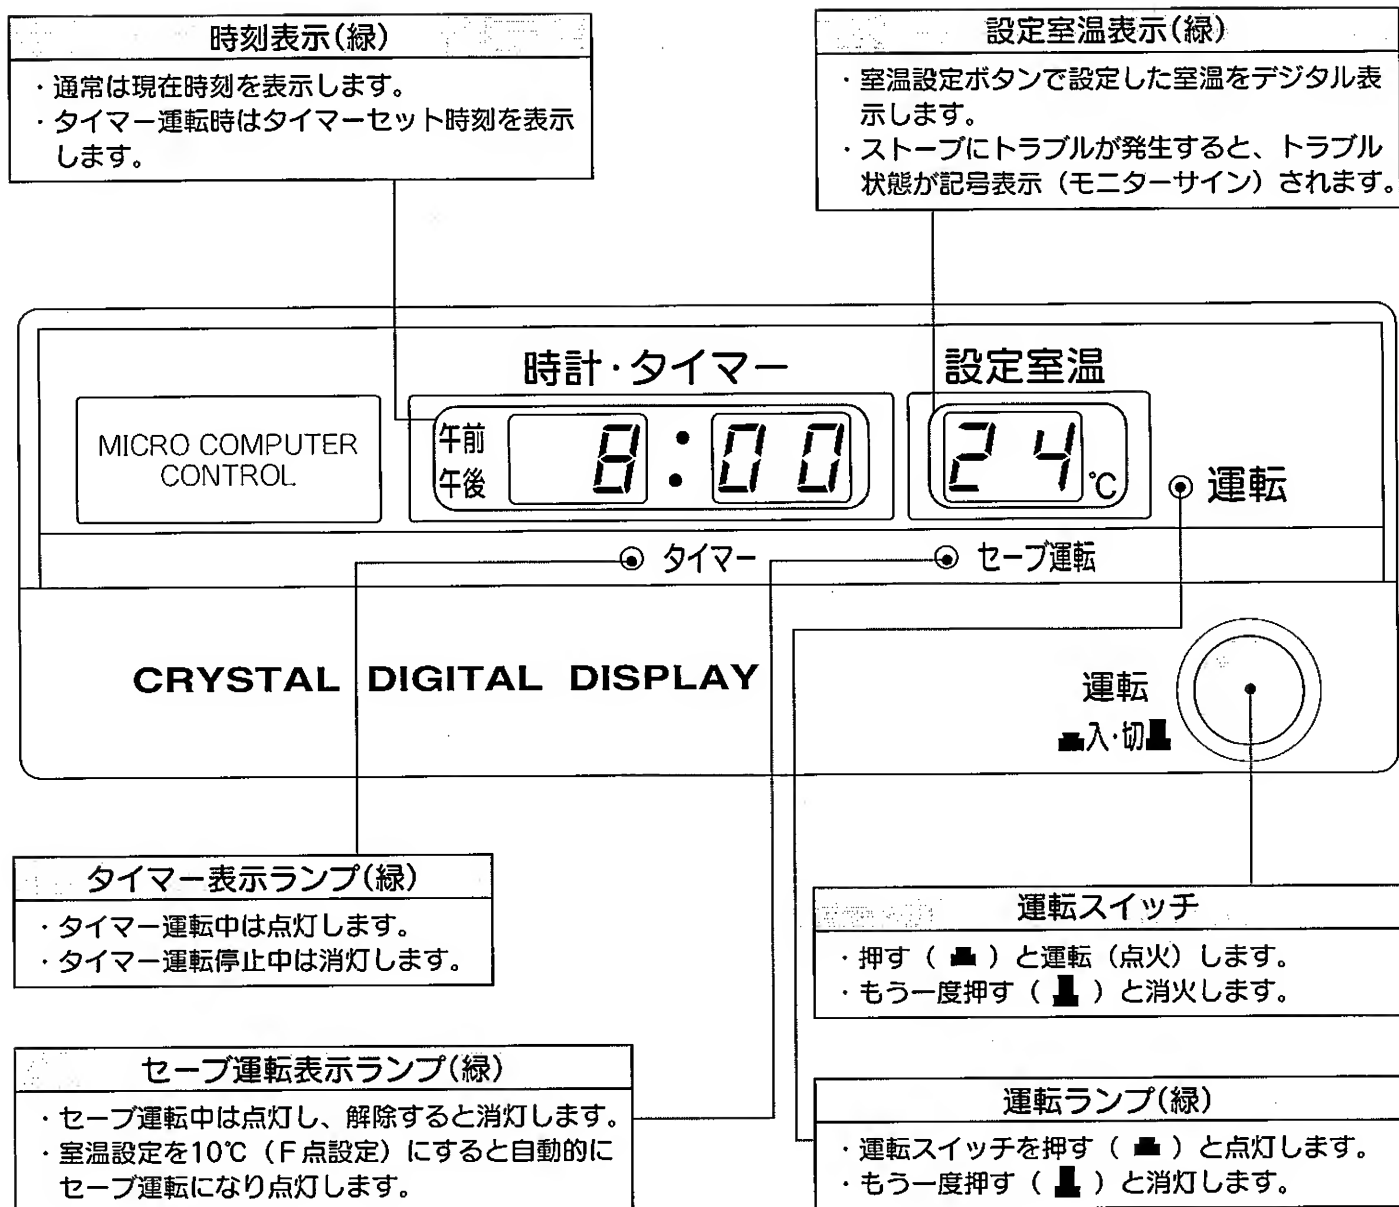 時刻表示(緑)
・通常は現在時刻を表示します。
・タイマー運転時はタイマーセット時刻を表示
します。
設定室温表示(緑)
・室温設定ボタンで設定した室温をデジタル表
示します。
・ストーブにトラブルが発生すると、トラブル
状態が記号表示(モニターサイン)されます。
時計・タイマー
設定室温
MICRO COMPUTER
CONTROL
午前
午後
8:00
24℃
運転
タイマー
セーブ運転
CRYSTAL DIGITAL DISPLAY
運転
入・切
タイマー表示ランプ(緑)
・タイマー運転中は点灯します。
・タイマー運転停止中は消灯します。
運転スイッチ
・押す( )と運転(点火)します。
・もう一度押す( )と消火します。
セーブ運転表示ランプ(緑)
・セーブ運転中は点灯し、解除すると消灯します。
・室温設定を10℃(F点設定)にすると自動的に
セーブ運転になり点灯します。
運転ランプ(緑)
・運転スイッチを押す( )と点灯します。
・もう一度押す( )と消灯します。